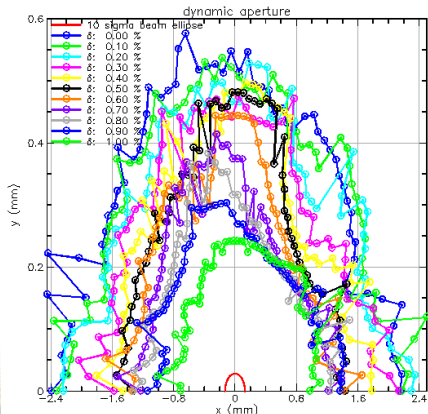 dynamic aperture
10 sigma beam ellipse
δ: 0.00 %
δ: 0.10 %
δ: 0.20 %
δ: 0.30 %
δ: 0.40 %
δ: 0.50 %
δ: 0.60 %
δ: 0.70 %
δ: 0.80 %
δ: 0.90 %
δ: 1.00 %
0.6
0.4
y (mm)
0.2
0
-2.4 -1.6 -0.8 0 0.8 1.6 2.4
x (mm)